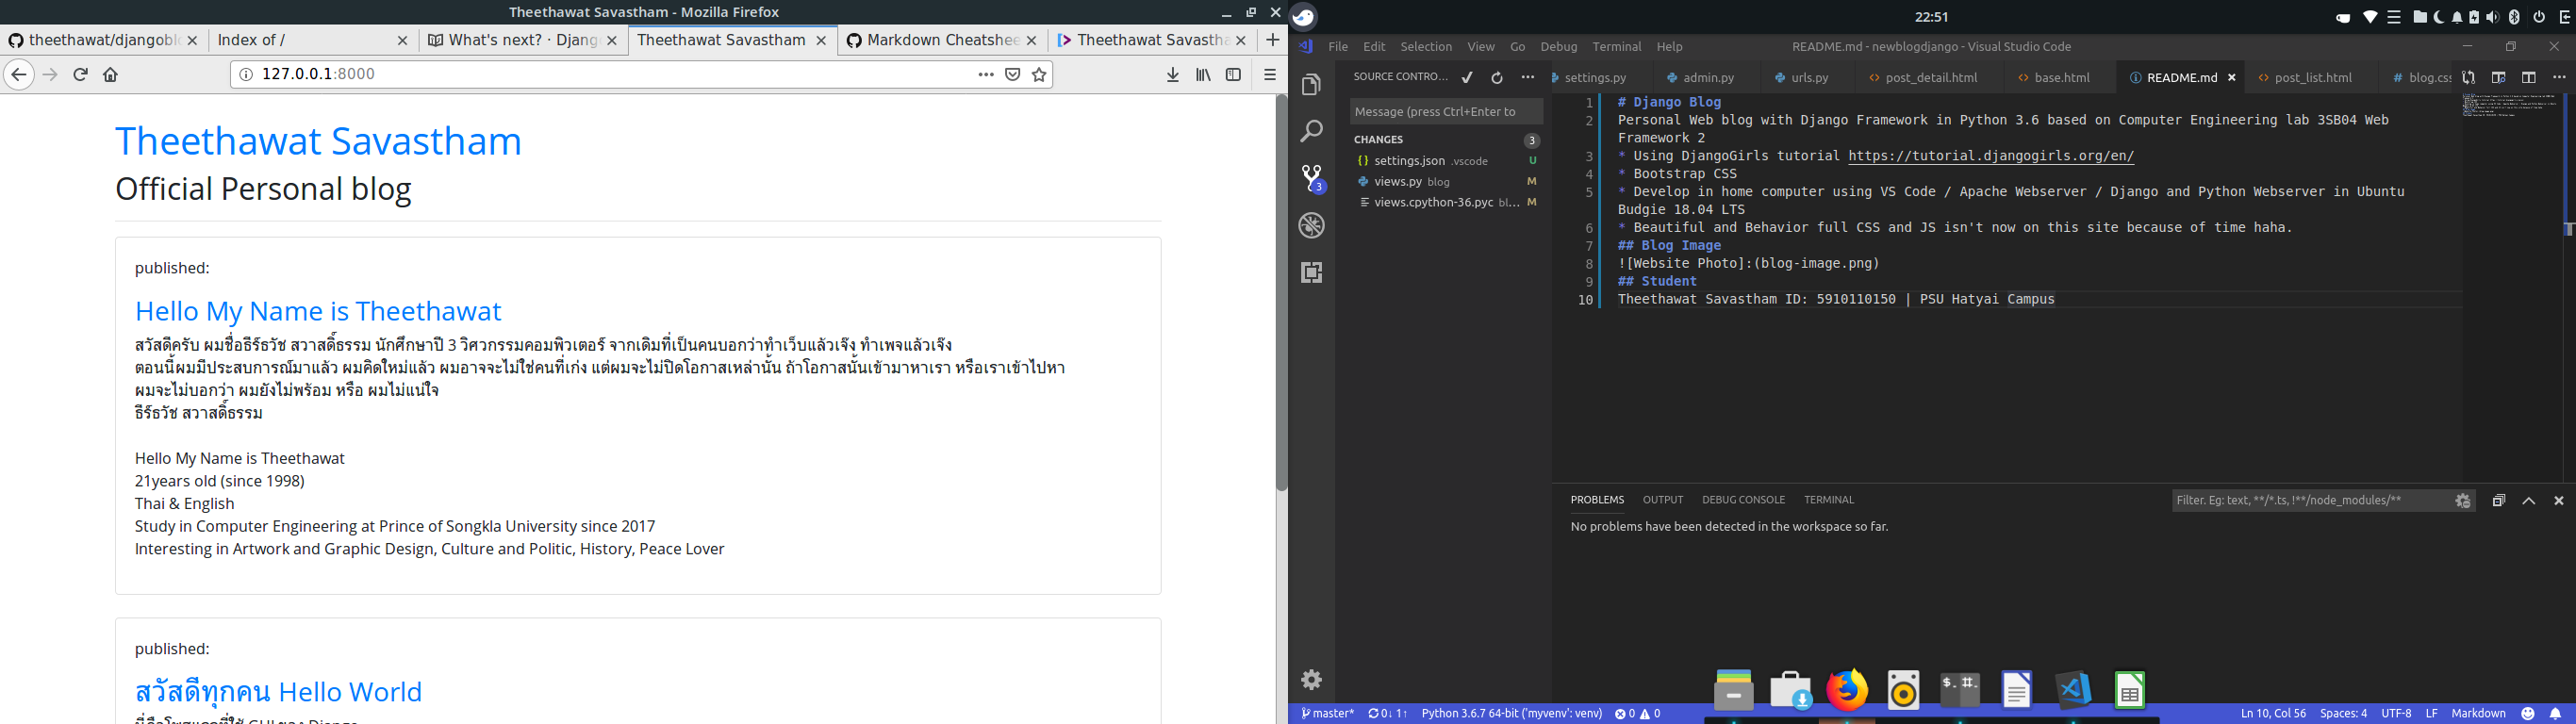 Theethawat Savastham - Mozilla Firefox
theethawat/djangoblo
Index of /
What's next? · Django
Theethawat Savastham
Markdown Cheatshee
Theethawat Savastha
127.0.0.1:8000
Theethawat Savastham
Official Personal blog
published:
Hello My Name is Theethawat
สวัสดีครับ ผมชื่อธีร์ธวัช สวาสดิ์ธรรม นักศึกษาปี 3 วิศวกรรมคอมพิวเตอร์ จากเดิมที่เป็นคนบอกว่าทำเว็บแล้วเจ๊ง ทำเพจแล้วเจ๊ง
ตอนนี้ผมมีประสบการณ์มาแล้ว ผมคิดใหม่แล้ว ผมอาจจะไม่ใช่คนที่เก่ง แต่ผมจะไม่ปิดโอกาสเหล่านั้น ถ้าโอกาสนั้นเข้ามาหาเรา หรือเราเข้าไปหา
ผมจะไม่บอกว่า ผมยังไม่พร้อม หรือ ผมไม่แน่ใจ
ธีร์ธวัช สวาสดิ์ธรรม
Hello My Name is Theethawat
21years old (since 1998)
Thai & English
Study in Computer Engineering at Prince of Songkla University since 2017
Interesting in Artwork and Graphic Design, Culture and Politic, History, Peace Lover
published:
สวัสดีทุกคน Hello World
22:51
File Edit Selection View Go Debug Terminal Help
README.md - newblogdjango - Visual Studio Code
SOURCE CONTRO...
settings.py
admin.py
urls.py
post_detail.html
base.html
README.md
post_list.html
blog.css
Message (press Ctrl+Enter to
CHANGES 3
settings.json .vscode U
views.py blog M
views.cpython-36.pyc bl... M
3
1 # Django Blog
2 Personal Web blog with Django Framework in Python 3.6 based on Computer Engineering lab 3SB04 Web
Framework 2
3 * Using DjangoGirls tutorial https://tutorial.djangogirls.org/en/
4 * Bootstrap CSS
5 * Develop in home computer using VS Code / Apache Webserver / Django and Python Webserver in Ubuntu
Budgie 18.04 LTS
6 * Beautiful and Behavior full CSS and JS isn't now on this site because of time haha.
7 ## Blog Image
8 ![Website Photo]:(blog-image.png)
9 ## Student
10 Theethawat Savastham ID: 5910110150 | PSU Hatyai Campus
PROBLEMS OUTPUT DEBUG CONSOLE TERMINAL
Filter. Eg: text, **/*.ts, !**/node_modules/**
No problems have been detected in the workspace so far.
master* 0↓ 1↑ Python 3.6.7 64-bit ('myvenv': venv) 0 0
Ln 10, Col 56 Spaces: 4 UTF-8 LF Markdown